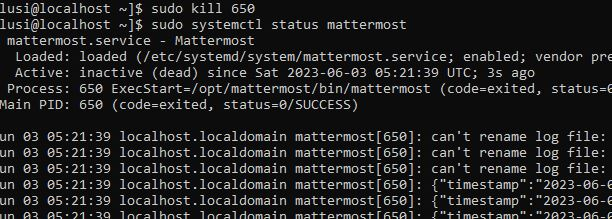 lusi@localhost ~]$ sudo kill 650
lusi@localhost ~]$ sudo systemctl status mattermost
mattermost.service - Mattermost
Loaded: loaded (/etc/systemd/system/mattermost.service; enabled; vendor pre
Active: inactive (dead) since Sat 2023-06-03 05:21:39 UTC; 3s ago
Process: 650 ExecStart=/opt/mattermost/bin/mattermost (code=exited, status=0
Main PID: 650 (code=exited, status=0/SUCCESS)
un 03 05:21:39 localhost.localdomain mattermost[650]: can't rename log file:
un 03 05:21:39 localhost.localdomain mattermost[650]: can't rename log file:
un 03 05:21:39 localhost.localdomain mattermost[650]: can't rename log file:
un 03 05:21:39 localhost.localdomain mattermost[650]: {"timestamp":"2023-06-
un 03 05:21:39 localhost.localdomain mattermost[650]: {"timestamp":"2023-06-
un 03 05:21:39 localhost.localdomain mattermost[650]: {"timestamp":"2023-06-